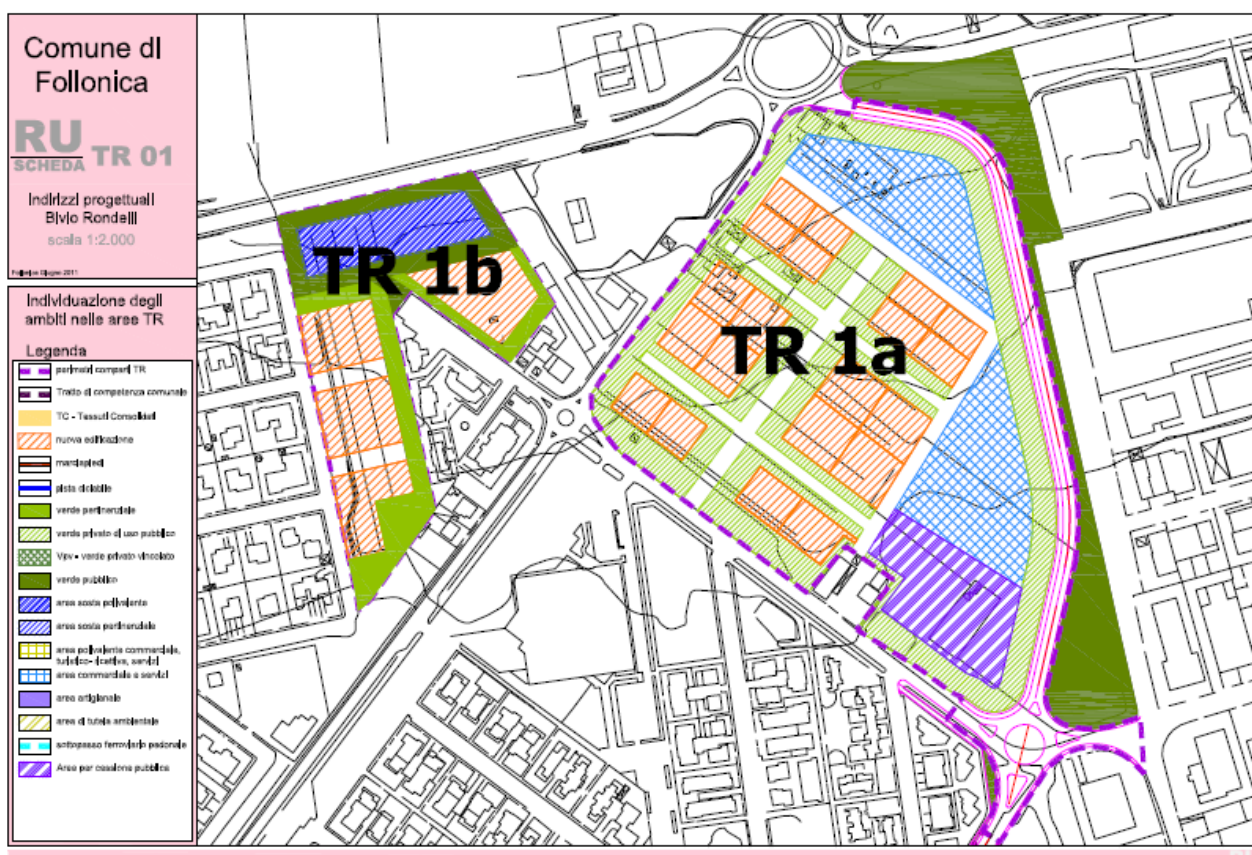 Comune di
Follonica
RU
SCHEDA TR 01
Indirizzi progettuali
Bivio Rondelli
scala 1:2.000
Follonica Giugno 2011
Individuazione degli
ambiti nelle aree TR
Legenda
perimetri comparti TR
Tratto di competenza comunale
TC - Tessuti Consolidati
nuova edificazione
marciapiedi
pista ciclabile
verde pertinenziale
verde privato di uso pubblico
Vpv - verde privato vincolato
verde pubblico
area sosta polivalente
area sosta pertinenziale
area polivalente commerciale,
turistico-ricettiva, servizi
area commerciale e servizi
area artigianale
area di tutela ambientale
sottopasso ferroviario pedonale
Area per cessione pubblica
TR 1b
TR 1a